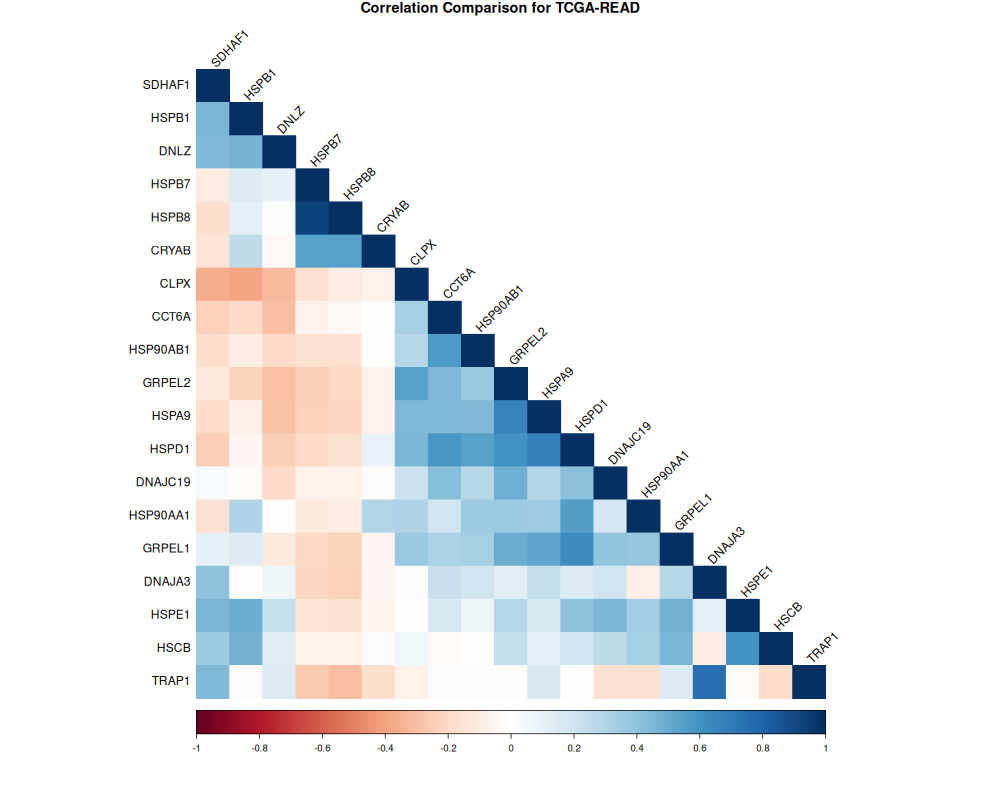 Correlation Comparison for TCGA-READ
SDHAF1
HSPB1
DNLZ
HSPB7
HSPB8
CRYAB
CLPX
CCT6A
HSP90AB1
GRPEL2
HSPA9
HSPD1
DNAJC19
HSP90AA1
GRPEL1
DNAJA3
HSPE1
HSCB
TRAP1
SDHAF1
HSPB1
DNLZ
HSPB7
HSPB8
CRYAB
CLPX
CCT6A
HSP90AB1
GRPEL2
HSPA9
HSPD1
DNAJC19
HSP90AA1
GRPEL1
DNAJA3
HSPE1
HSCB
TRAP1
-1 -0.8 -0.6 -0.4 -0.2 0 0.2 0.4 0.6 0.8 1